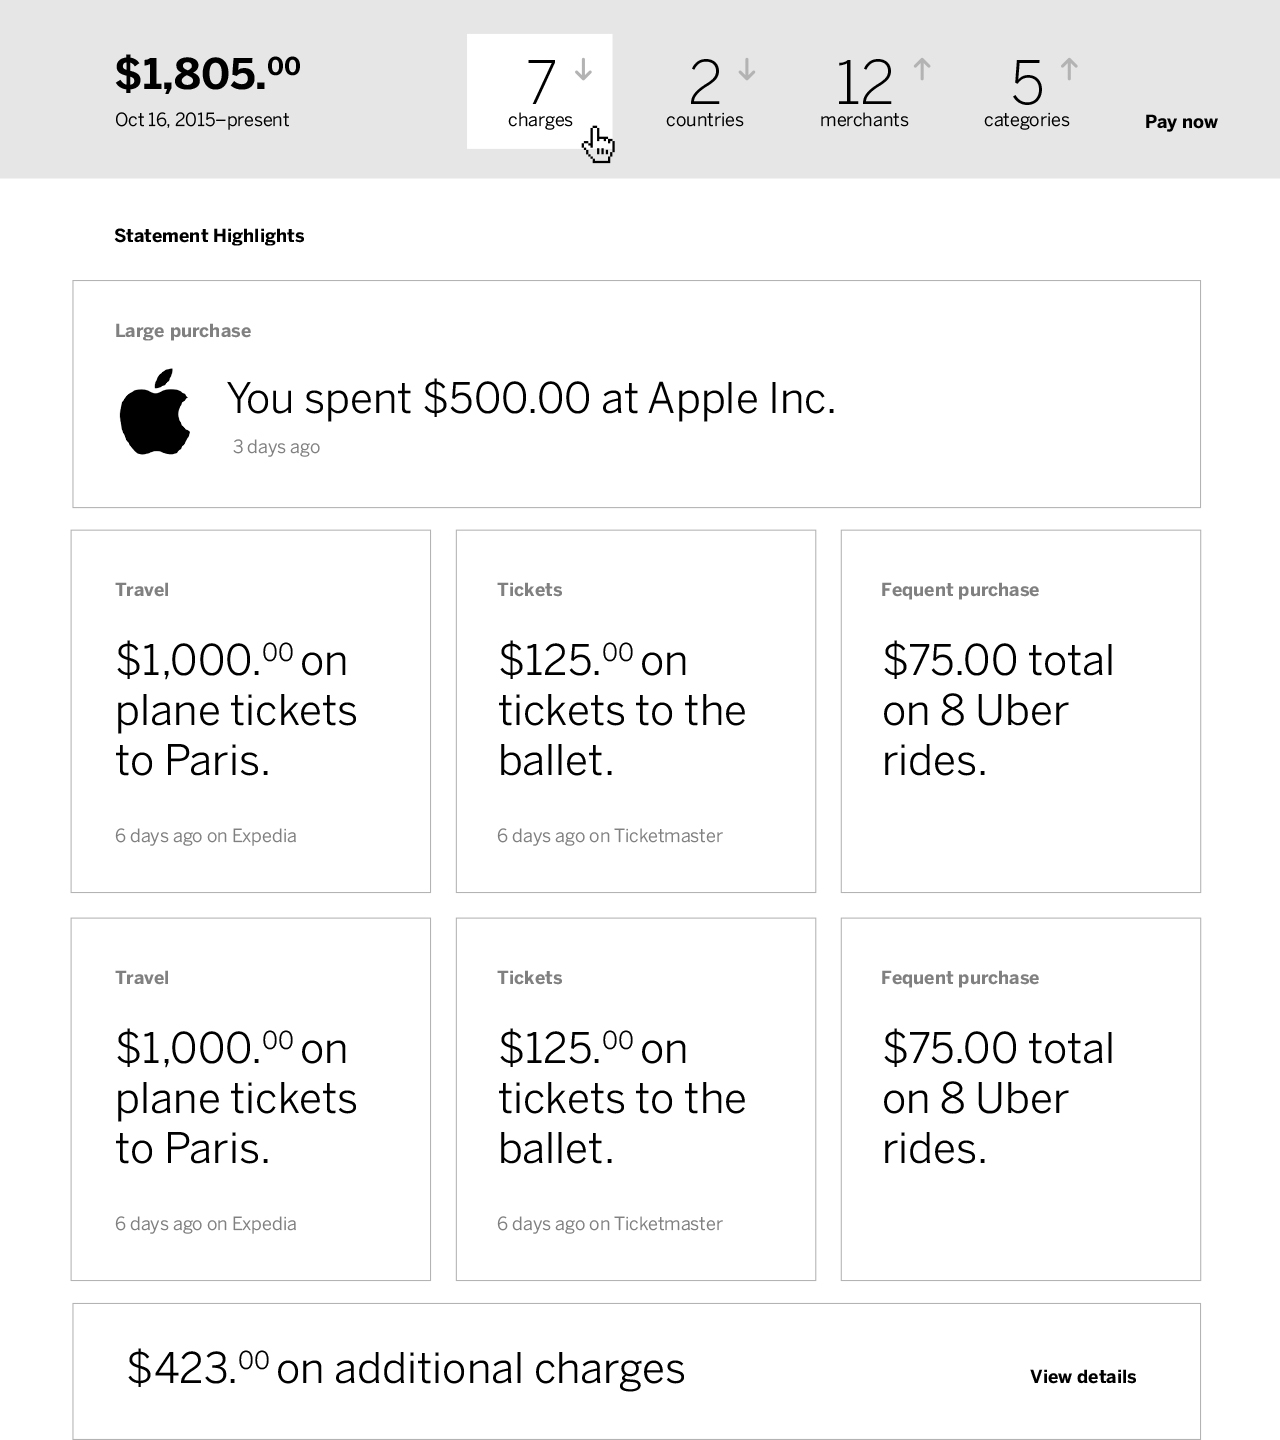 $1,805.00
Oct 16, 2015–present
7
charges
2
countries
12
merchants
5
categories
Pay now
Statement Highlights
Large purchase
You spent $500.00 at Apple Inc.
3 days ago
Travel
$1,000.00 on
plane tickets
to Paris.
6 days ago on Expedia
Tickets
$125.00 on
tickets to the
ballet.
6 days ago on Ticketmaster
Fequent purchase
$75.00 total
on 8 Uber
rides.
Travel
$1,000.00 on
plane tickets
to Paris.
6 days ago on Expedia
Tickets
$125.00 on
tickets to the
ballet.
6 days ago on Ticketmaster
Fequent purchase
$75.00 total
on 8 Uber
rides.
$423.00 on additional charges
View details